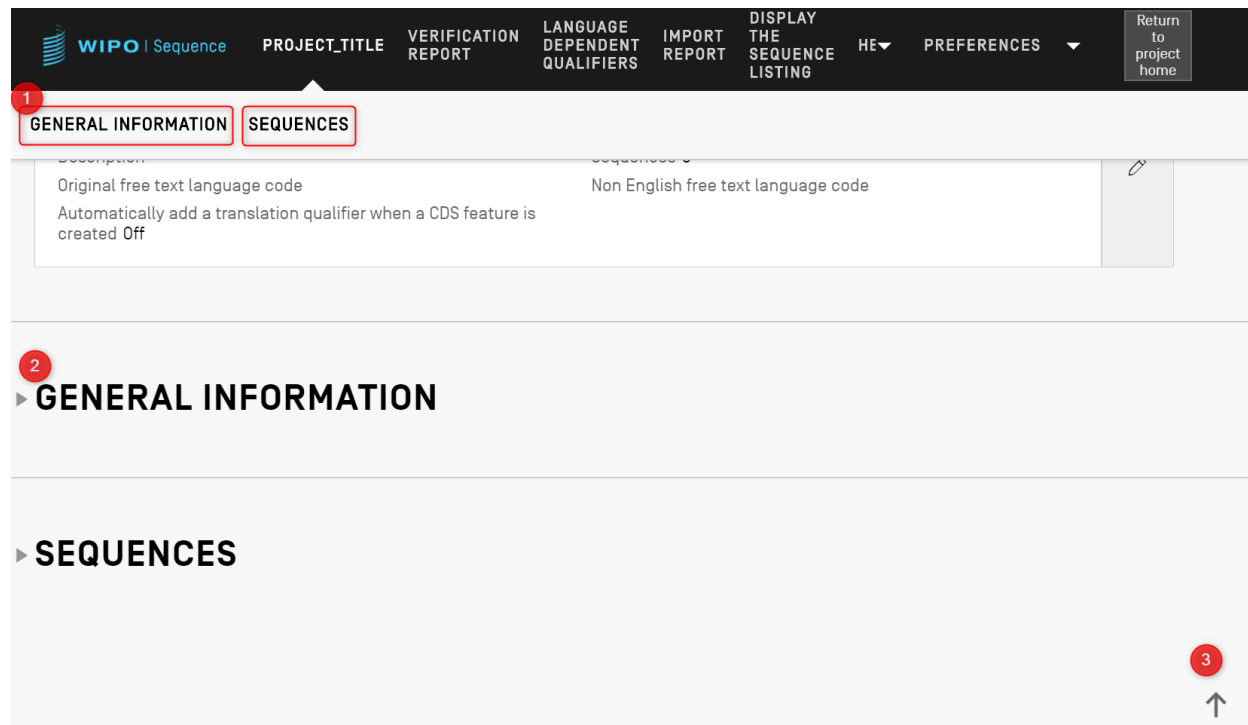 WIPO | Sequence
PROJECT_TITLE
VERIFICATION
REPORT
LANGUAGE
DEPENDENT
QUALIFIERS
IMPORT
REPORT
DISPLAY
THE
SEQUENCE
LISTING
HE
PREFERENCES
Return
to
project
home
1
GENERAL INFORMATION
SEQUENCES
Description
Sequences
Original free text language code
Non English free text language code
Automatically add a translation qualifier when a CDS feature is
created Off
2
GENERAL INFORMATION
SEQUENCES
3